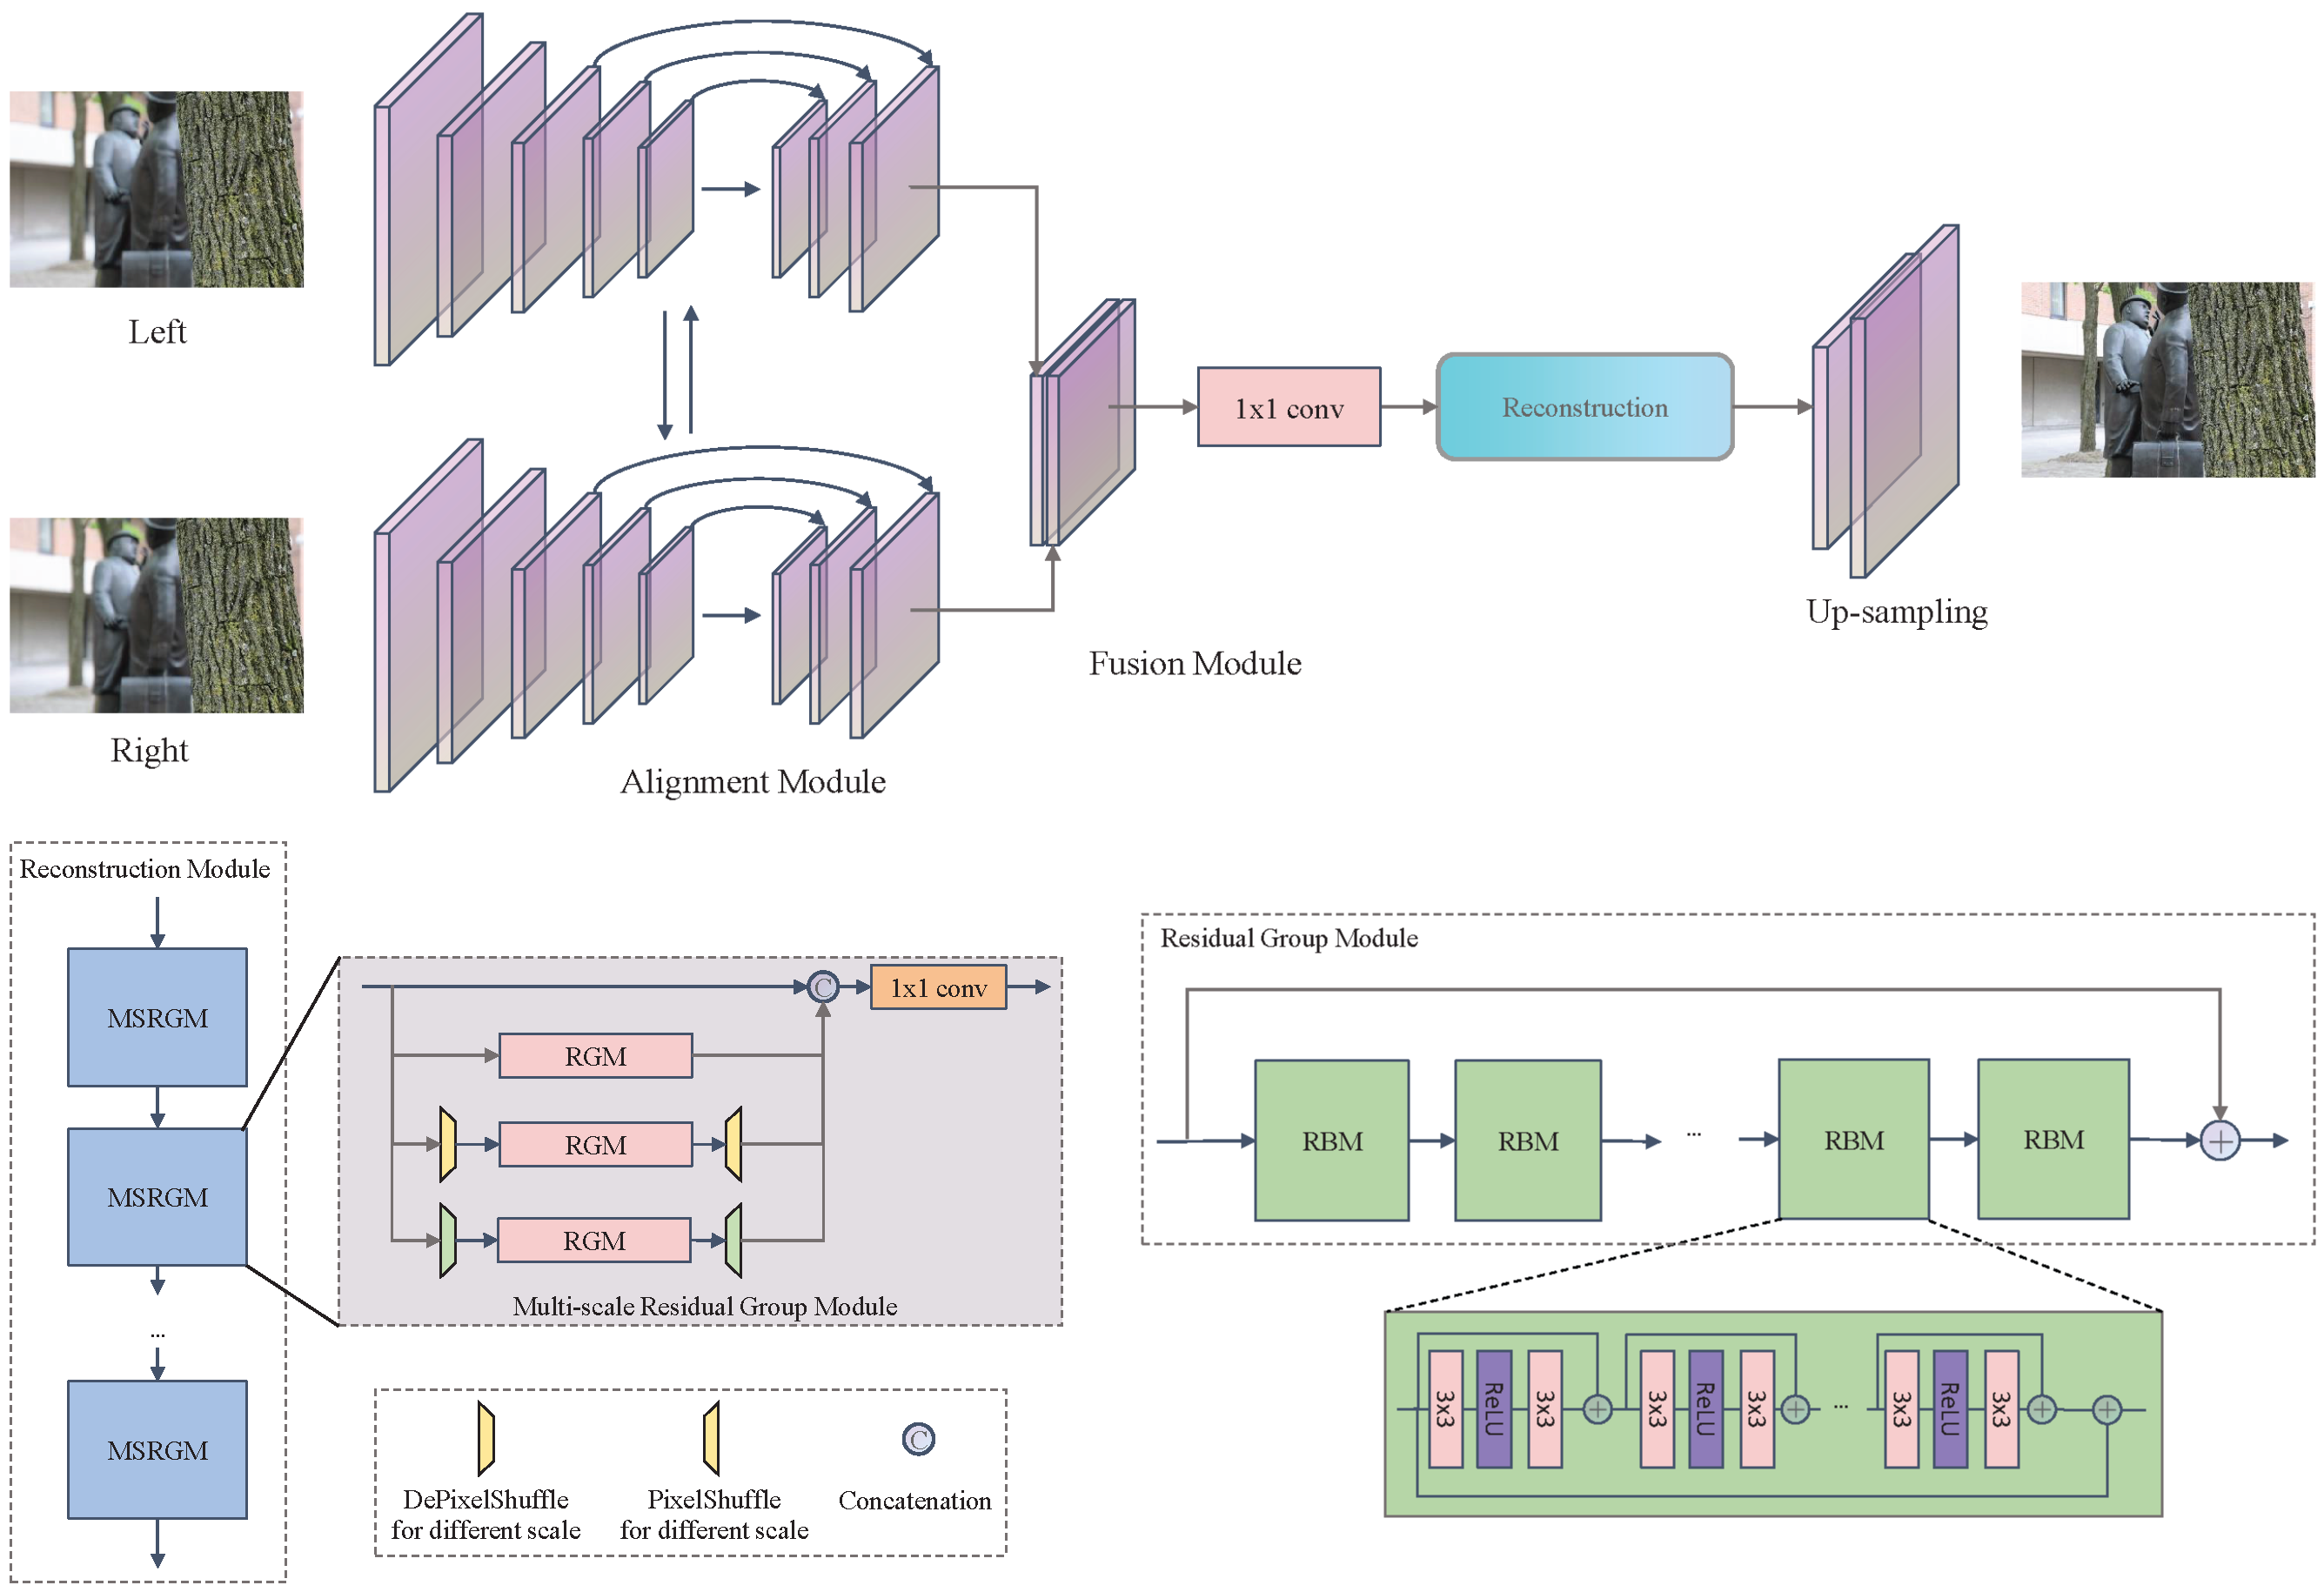 Left
Right
Alignment Module
Fusion Module
1x1 conv
Reconstruction
Up-sampling
Reconstruction Module
MSRGM
MSRGM
...
MSRGM
C
1x1 conv
RGM
RGM
RGM
Multi-scale Residual Group Module
C
DePixelShuffle
for different scale
PixelShuffle
for different scale
Concatenation
Residual Group Module
RBM
RBM
...
RBM
RBM
3x3
ReLU
3x3
3x3
ReLU
3x3
...
3x3
ReLU
3x3